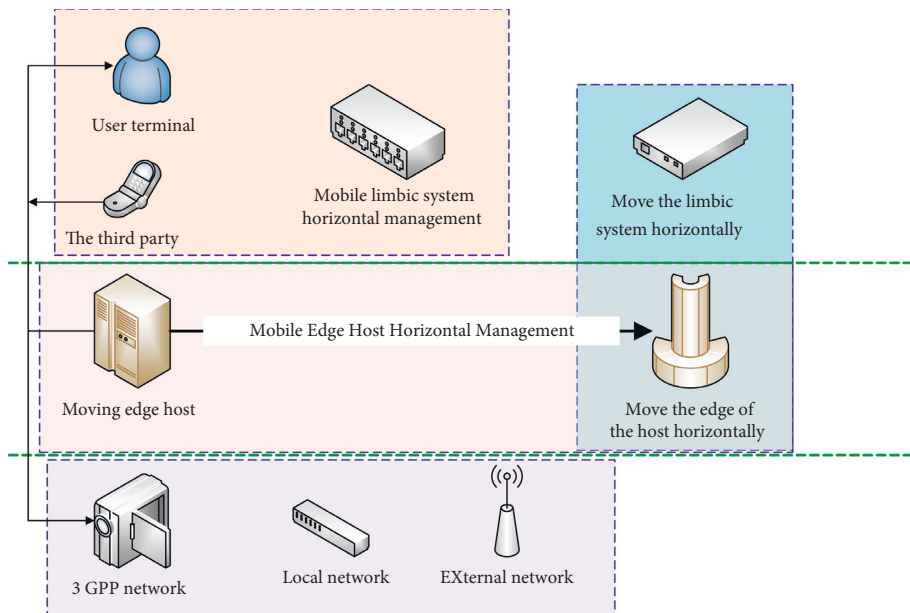 User terminal
Mobile limbic system
horizontal management
The third party
Move the limbic
system horizontally
Mobile Edge Host Horizontal Management
Moving edge host
Move the edge of
the host horizontally
3 GPP network
Local network
EXternal network